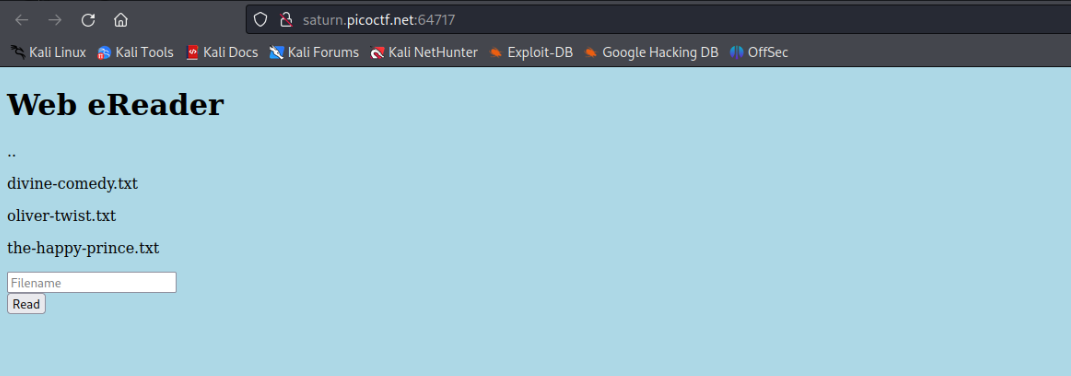 saturn.picoctf.net:64717
Kali Linux Kali Tools Kali Docs Kali Forums Kali NetHunter Exploit-DB Google Hacking DB OffSec
Web eReader
..
divine-comedy.txt
oliver-twist.txt
the-happy-prince.txt
Filename
Read